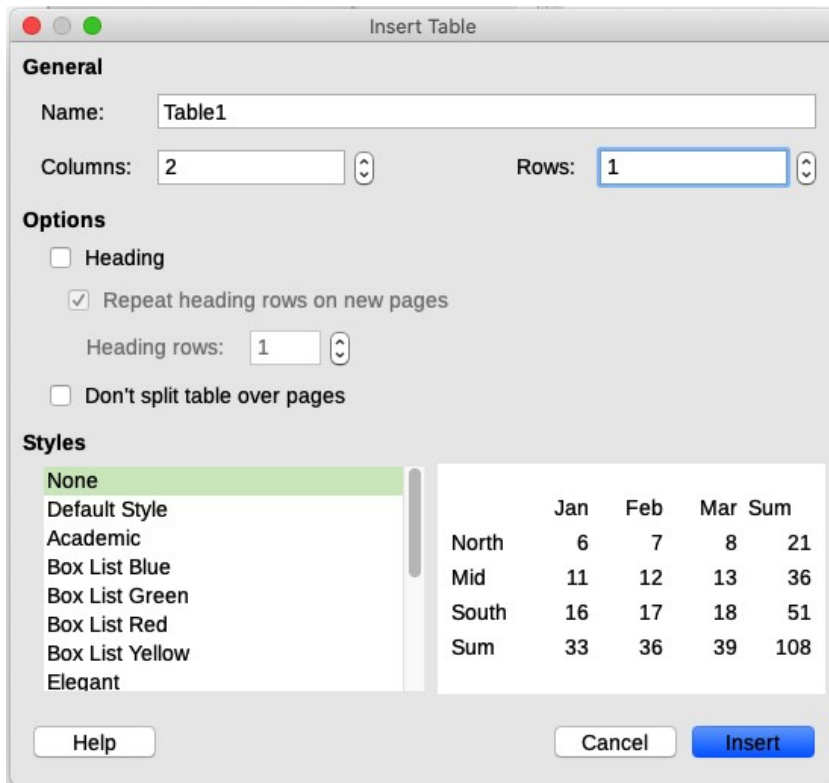 Insert Table
General
Name: Table1
Columns: 2 Rows: 1
Options
Heading
Repeat heading rows on new pages
Heading rows: 1
Don't split table over pages
Styles
None
Default Style
Academic
Box List Blue
Box List Green
Box List Red
Box List Yellow
Elegant
Jan Feb Mar Sum
North 6 7 8 21
Mid 11 12 13 36
South 16 17 18 51
Sum 33 36 39 108
Help Cancel Insert